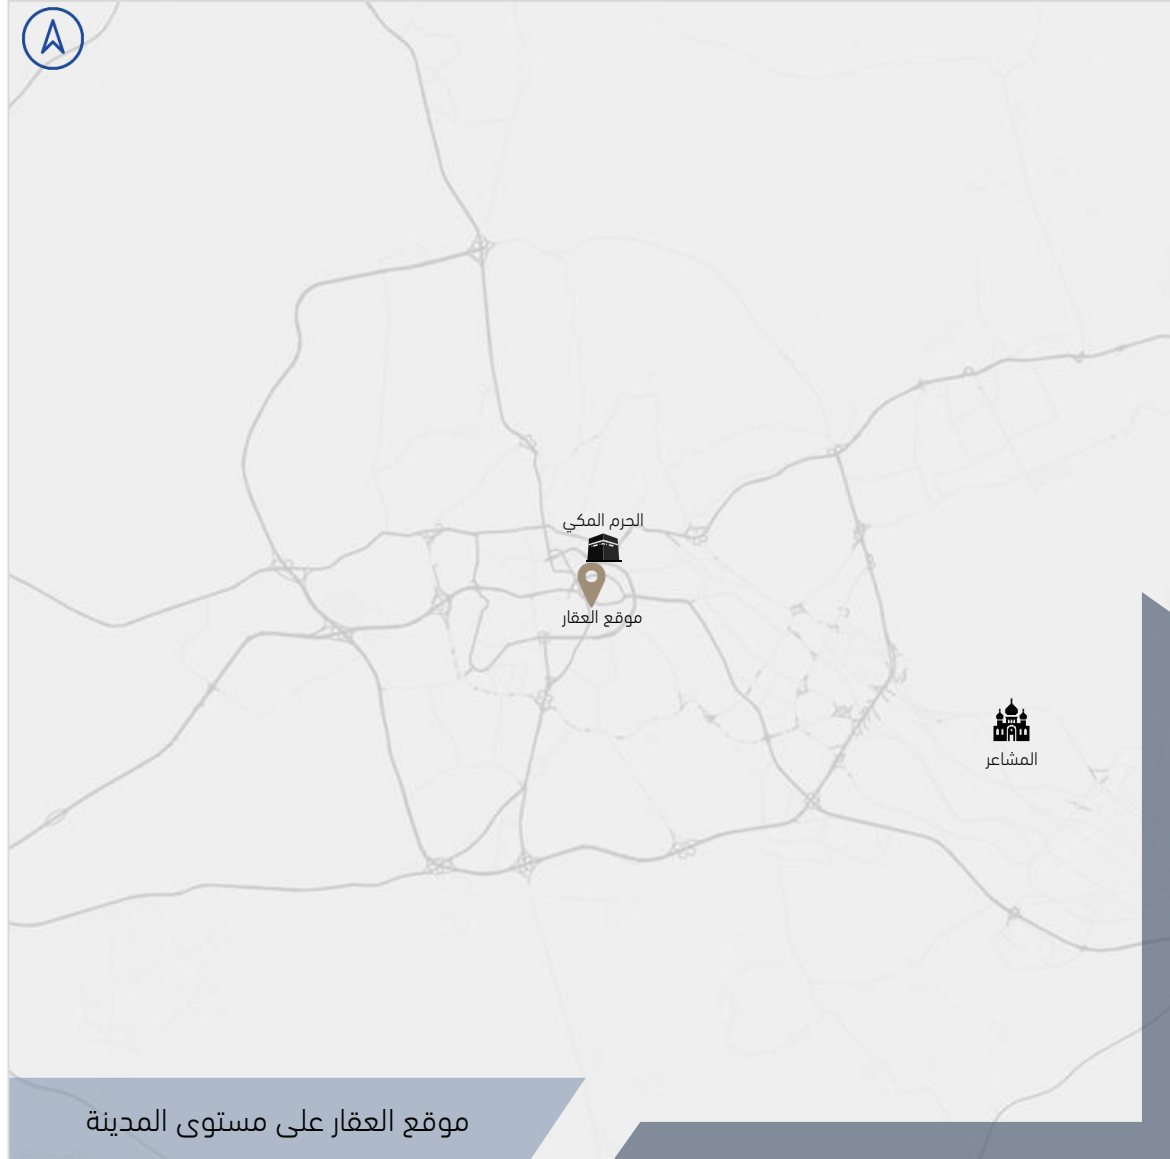 الحرم المكي
موقع العقار
المشاعر
موقع العقار على مستوى المدينة